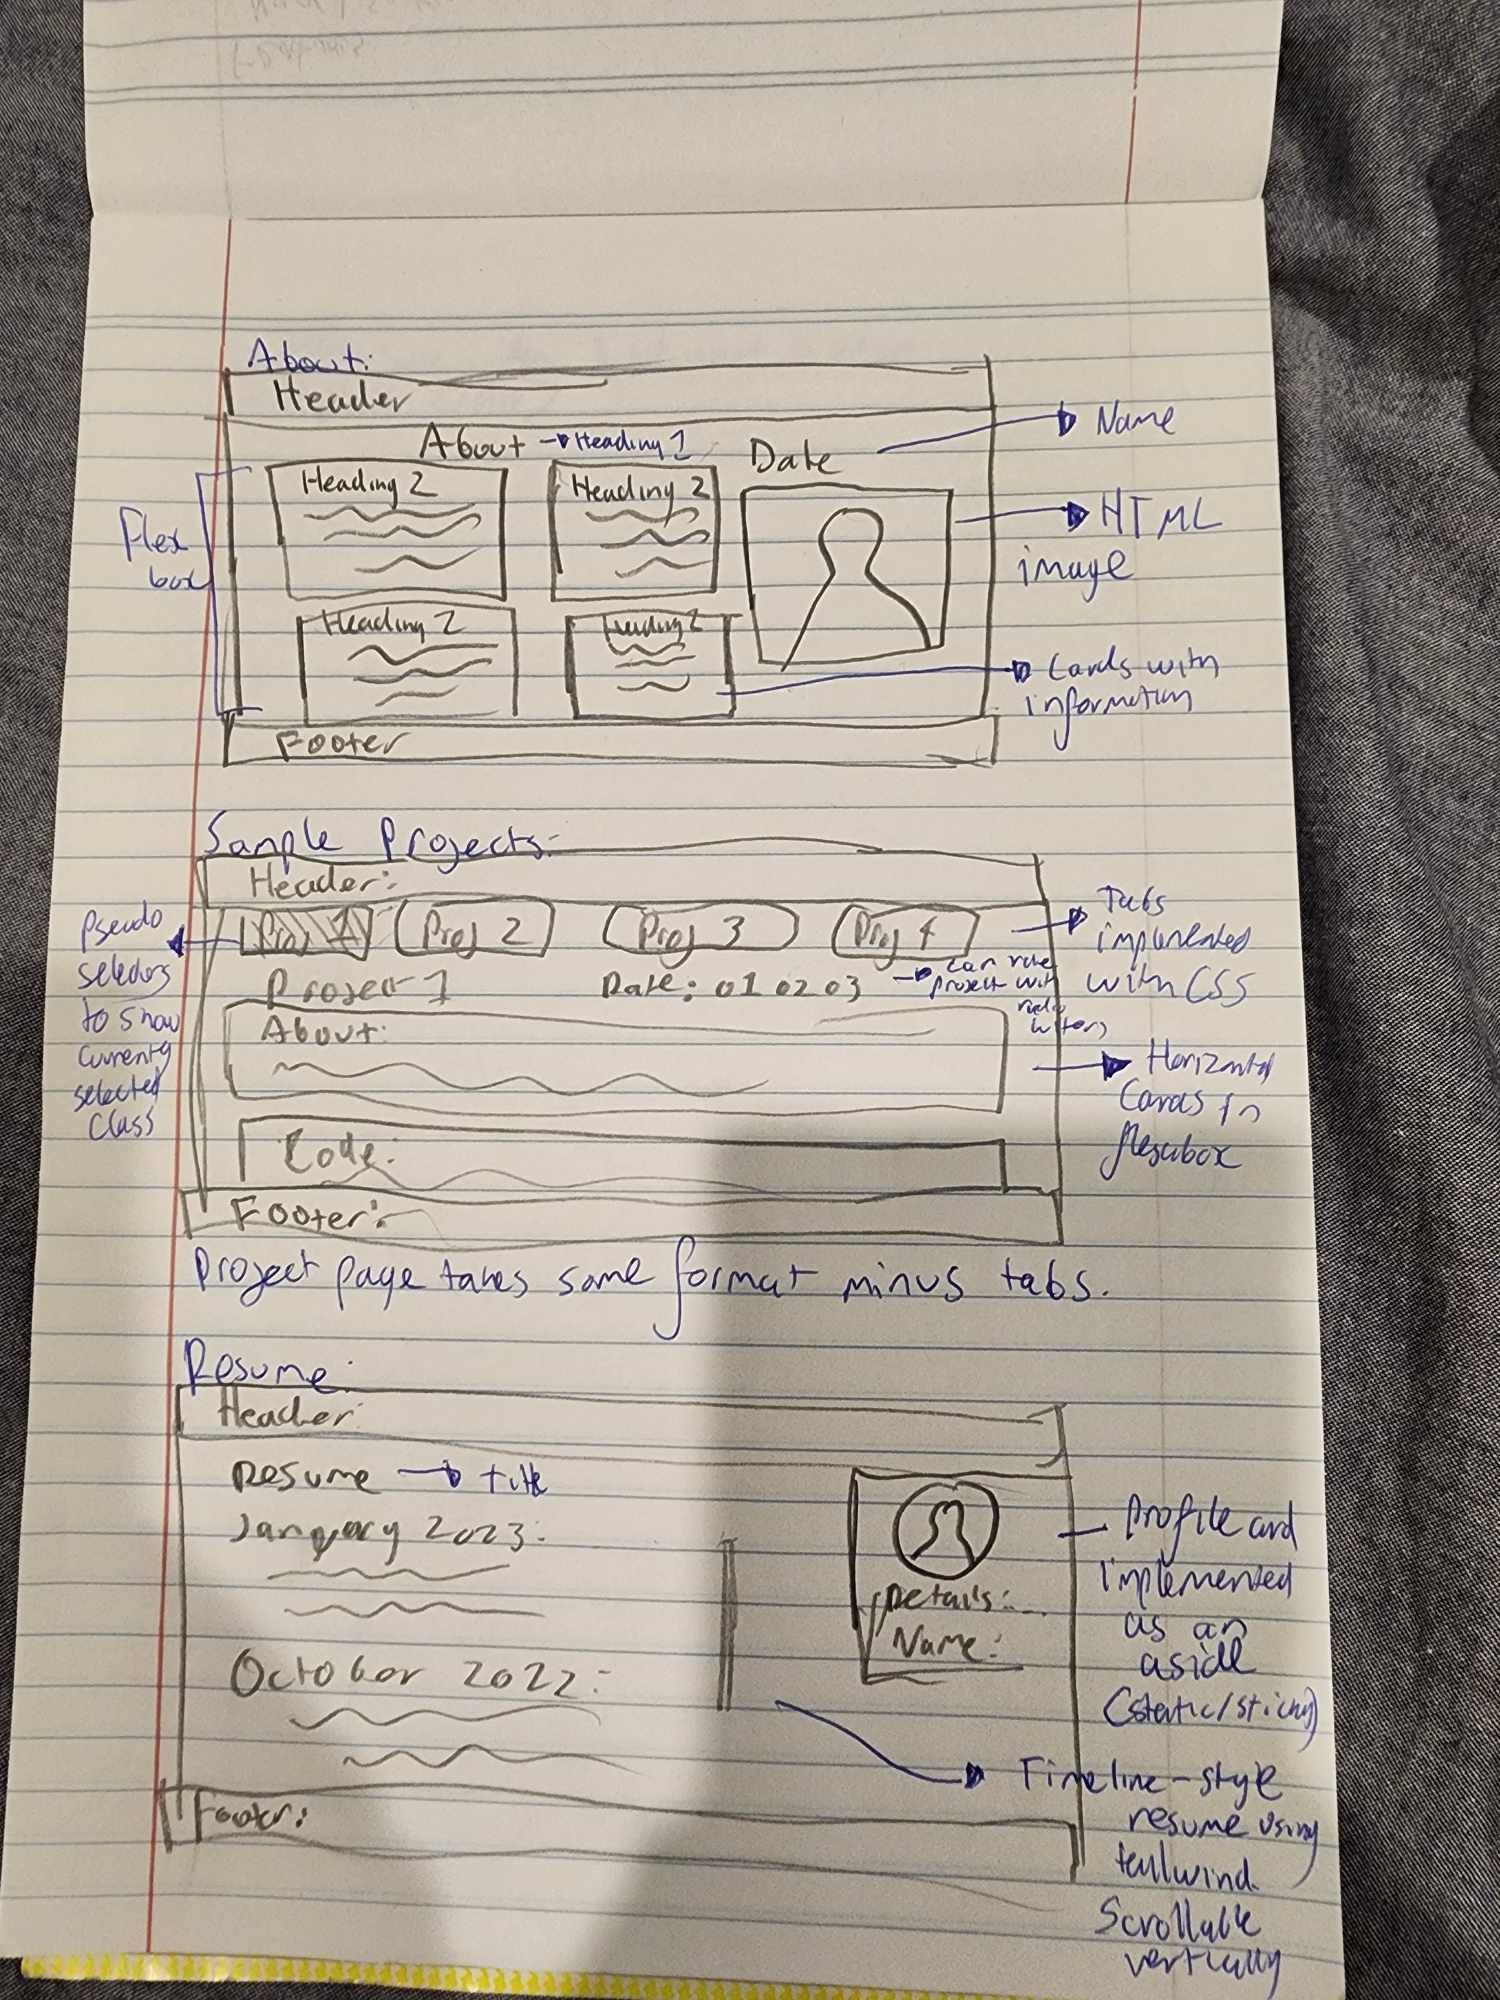 About:
Header
About → Heading 1
Date
Name
Heading 2
Heading 2
Flex
box
HTML
image
Heading 2
Heading 2
Cards with
information
Footer
Sample Projects:
Header:
Proj 1
Proj 2
Proj 3
Proj 4
Tabs
implemented
with CSS
Pseudo
selectors
to show
currently
selected
class
Project 1
Date: 01 02 03
→ can
project with
About:
Horizontal
Cards in
flexbox
Code:
Footer:
Project page takes same format minus tabs.
Resume:
Header:
Resume → title
January 2023:
Details:
Name:
Profile card
implemented
as an
aside
(static/sticky)
October 2022:
Timeline-style
resume using
tailwind.
Scrollable
vertically
Footer: